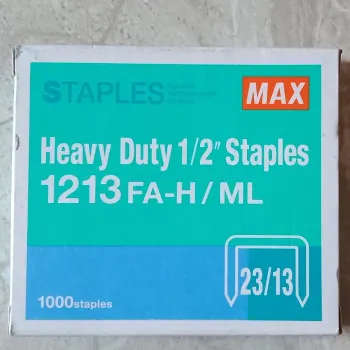 STAPLES
MAX
Heavy Duty 1/2" Staples
1213 FA-H / ML
23/13
1000staples